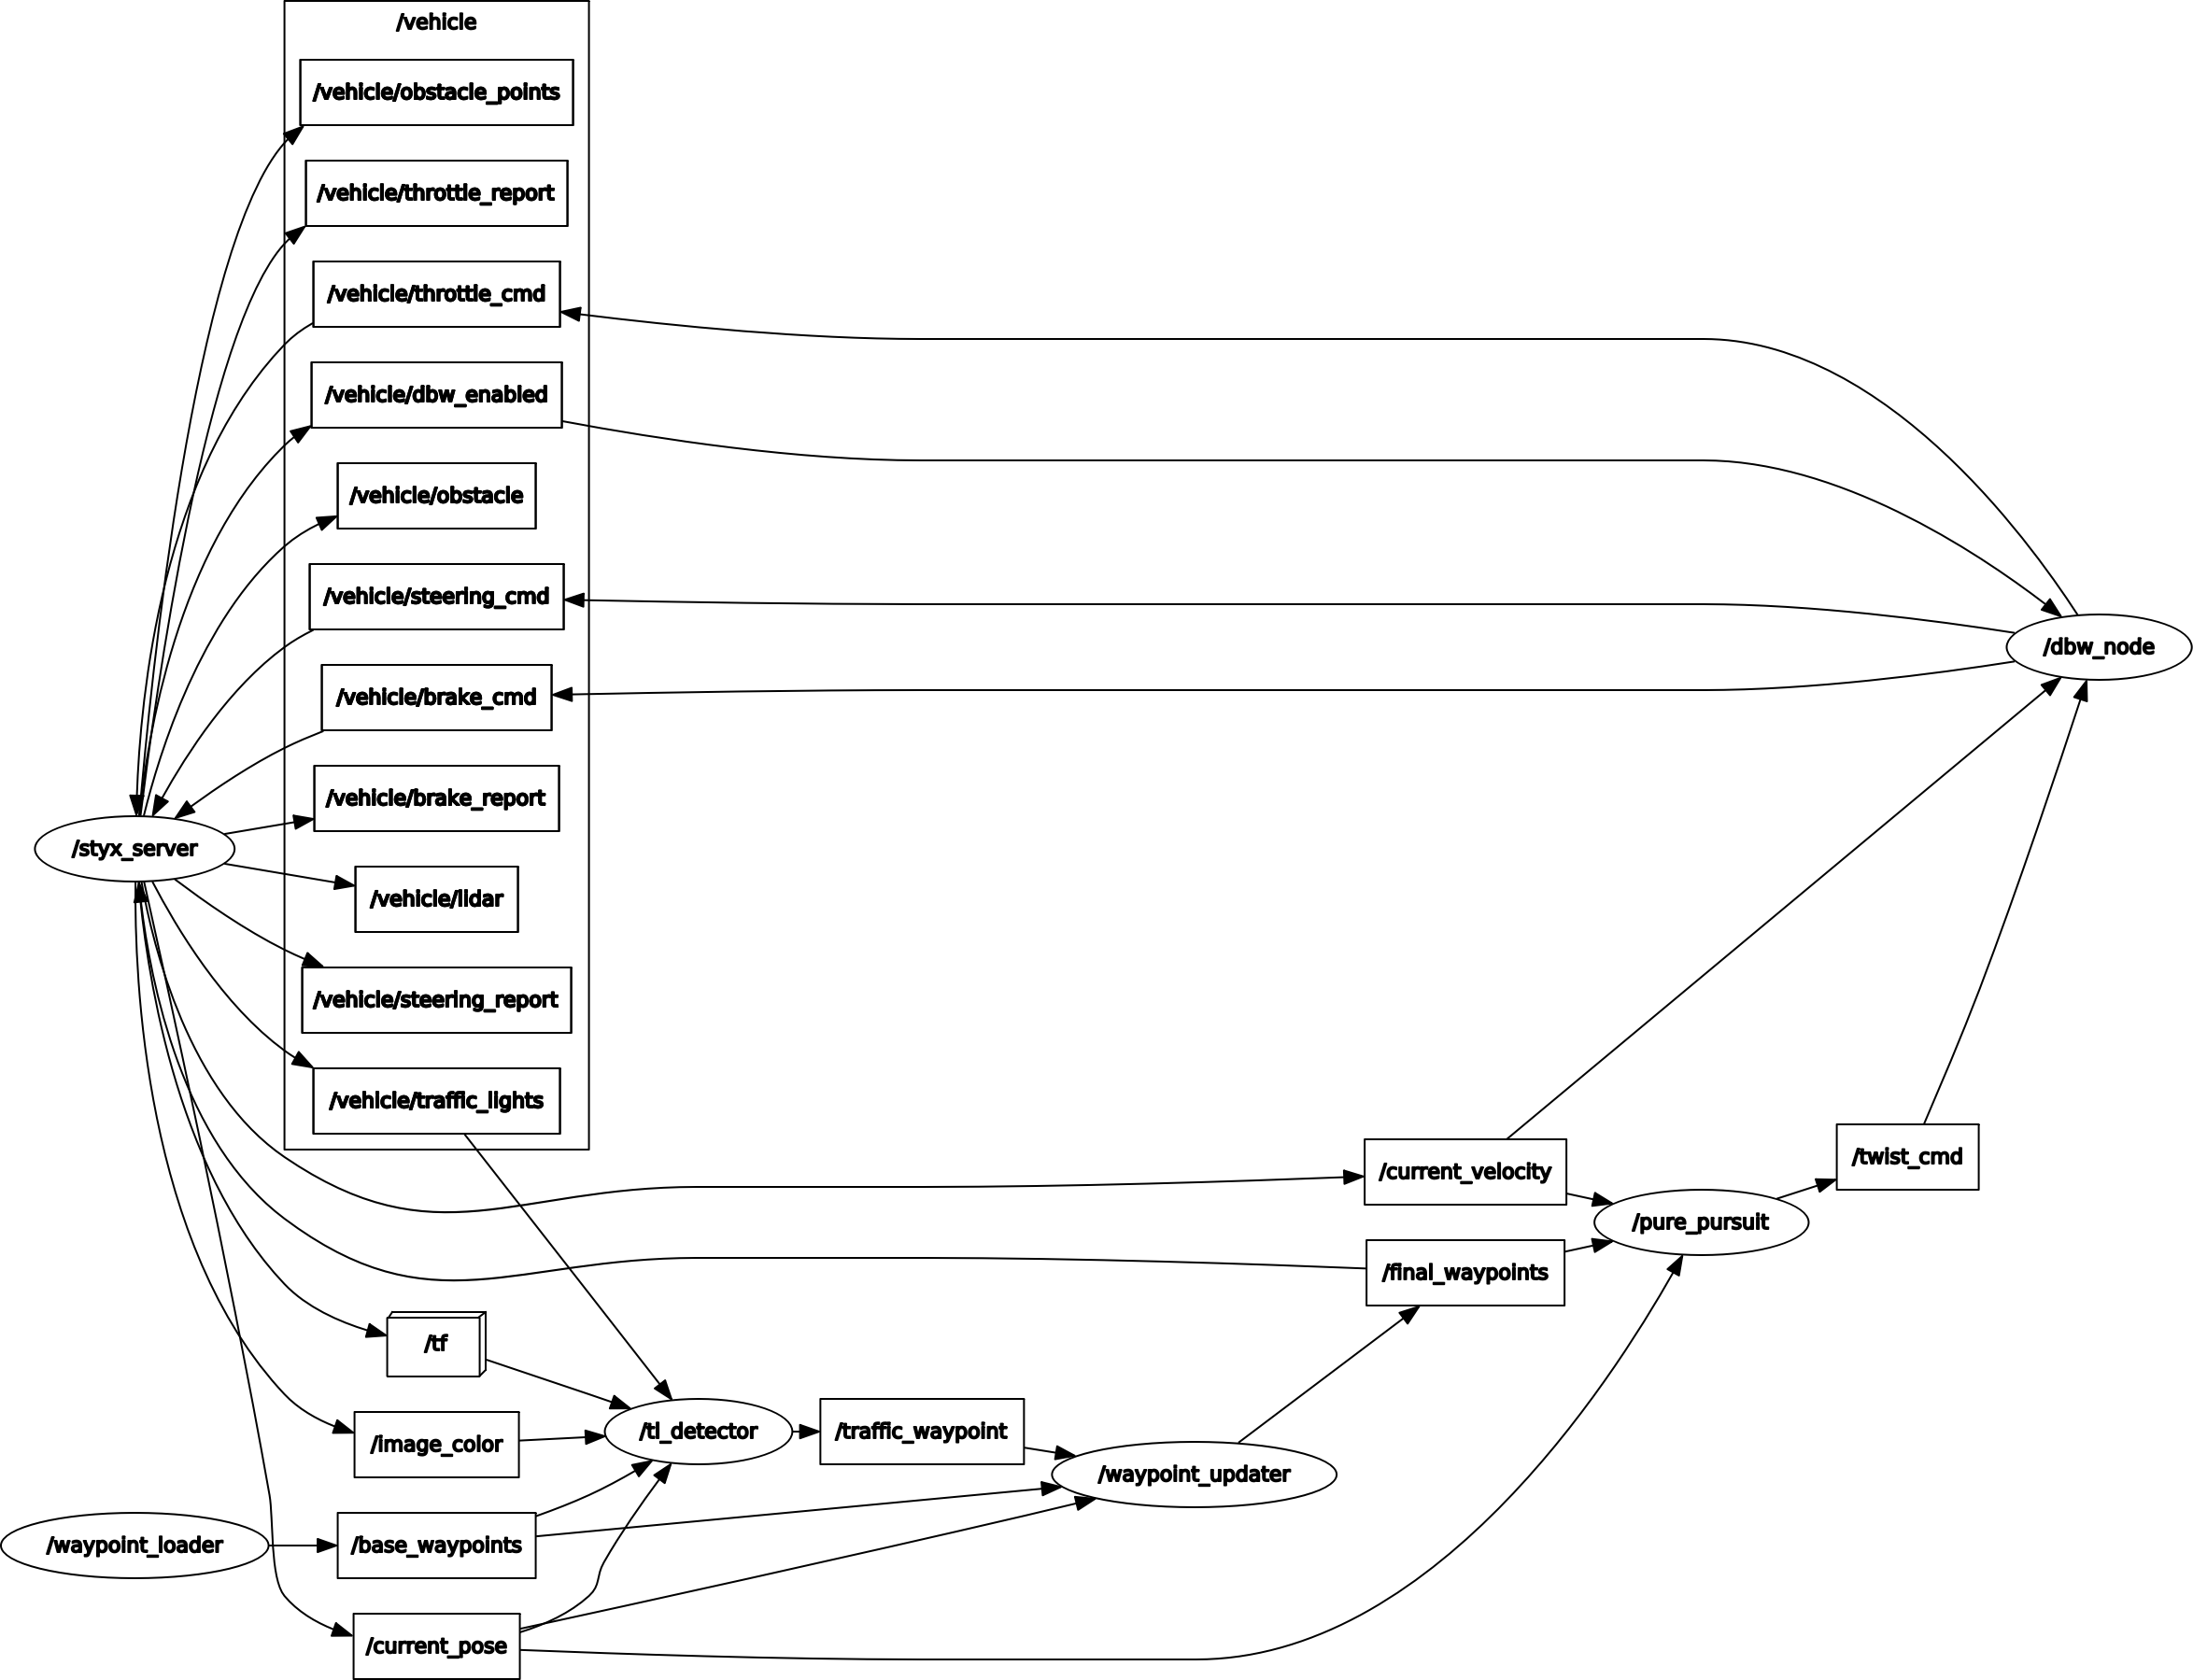 /vehicle
/vehicle/obstacle_points
/vehicle/throttle_report
/vehicle/throttle_cmd
/vehicle/dbw_enabled
/vehicle/obstacle
/vehicle/steering_cmd
/dbw_node
/vehicle/brake_cmd
/vehicle/brake_report
/styx_server
/vehicle/lidar
/vehicle/steering_report
/vehicle/traffic_lights
/twist_cmd
/current_velocity
/pure_pursuit
/final_waypoints
/tf
/tl_detector
/traffic_waypoint
/image_color
/waypoint_updater
/waypoint_loader
/base_waypoints
/current_pose